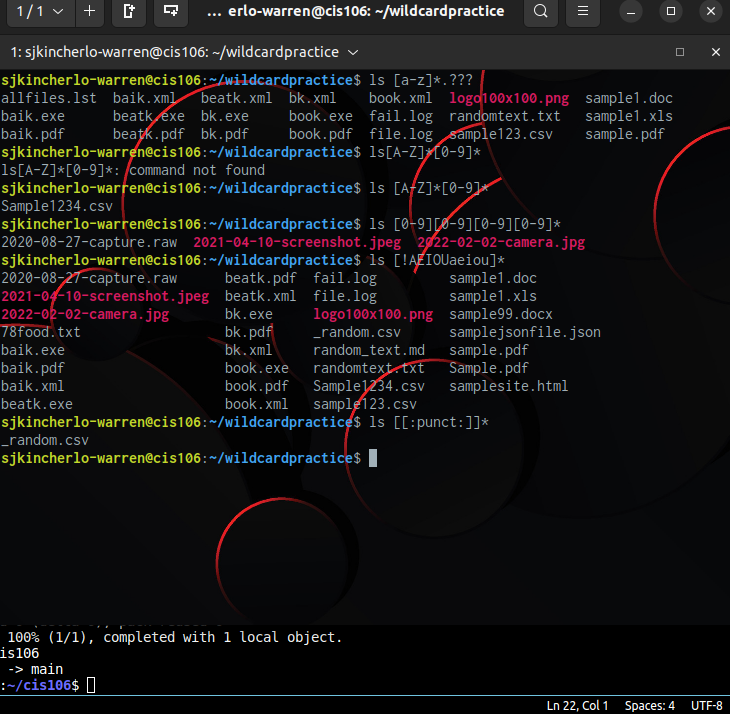 1 / 1
... erlo-warren@cis106: ~/wildcardpractice
1: sjkincherlo-warren@cis106: ~/wildcardpractice
sjkincherlo-warren@cis106:~/wildcardpractice$ ls [a-z]*.???
allfiles.lst baik.xml beatk.xml bk.xml book.xml logo100x100.png sample1.doc
baik.exe beatk.exe bk.exe book.exe fail.log randomtext.txt sample1.xls
baik.pdf beatk.pdf bk.pdf book.pdf file.log sample123.csv sample.pdf
sjkincherlo-warren@cis106:~/wildcardpractice$ ls[A-Z]*[0-9]*
ls[A-Z]*[0-9]*: command not found
sjkincherlo-warren@cis106:~/wildcardpractice$ ls [A-Z]*[0-9]*
Sample1234.csv
sjkincherlo-warren@cis106:~/wildcardpractice$ ls [0-9][0-9][0-9][0-9]*
2020-08-27-capture.raw 2021-04-10-screenshot.jpeg 2022-02-02-camera.jpg
sjkincherlo-warren@cis106:~/wildcardpractice$ ls [!AEIOUaeiou]*
2020-08-27-capture.raw beatk.pdf fail.log sample1.doc
2021-04-10-screenshot.jpeg beatk.xml file.log sample1.xls
2022-02-02-camera.jpg bk.exe logo100x100.png sample99.docx
78food.txt bk.pdf _random.csv samplejsonfile.json
baik.exe bk.xml random_text.md sample.pdf
baik.pdf book.exe randomtext.txt Sample.pdf
baik.xml book.pdf Sample1234.csv samplesite.html
beatk.exe book.xml sample123.csv
sjkincherlo-warren@cis106:~/wildcardpractice$ ls [[:punct:]]*
_random.csv
sjkincherlo-warren@cis106:~/wildcardpractice$
100% (1/1), completed with 1 local object.
is106
-> main
:~/cis106$
Ln 22, Col 1 Spaces: 4 UTF-8